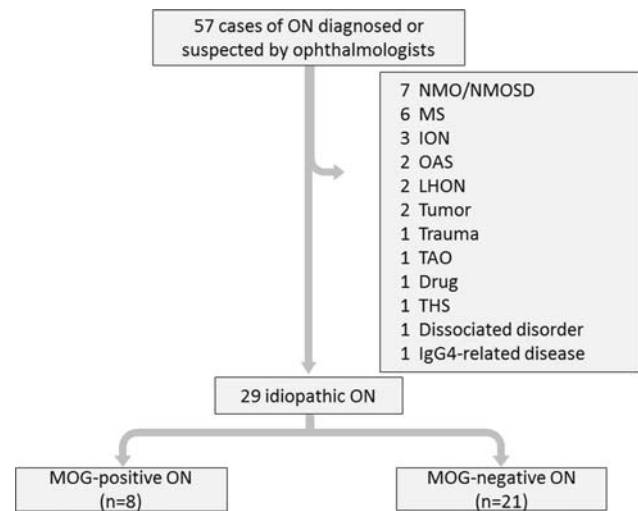 57 cases of ON diagnosed or
suspected by ophthalmologists
7 NMO/NMOSD
6 MS
3 ION
2 OAS
2 LHON
2 Tumor
1 Trauma
1 TAO
1 Drug
1 THS
1 Dissociated disorder
1 IgG4-related disease
29 idiopathic ON
MOG-positive ON
(n=8)
MOG-negative ON
(n=21)